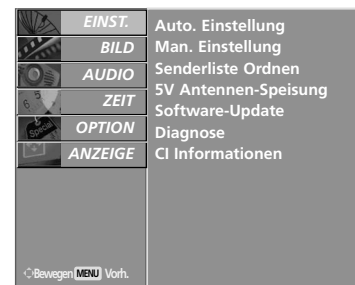 EINST.
BILD
AUDIO
ZEIT
OPTION
ANZEIGE
Auto. Einstellung
Man. Einstellung
Senderliste Ordnen
5V Antennen-Speisung
Software-Update
Diagnose
CI Informationen
Bewegen MENU Vorh.